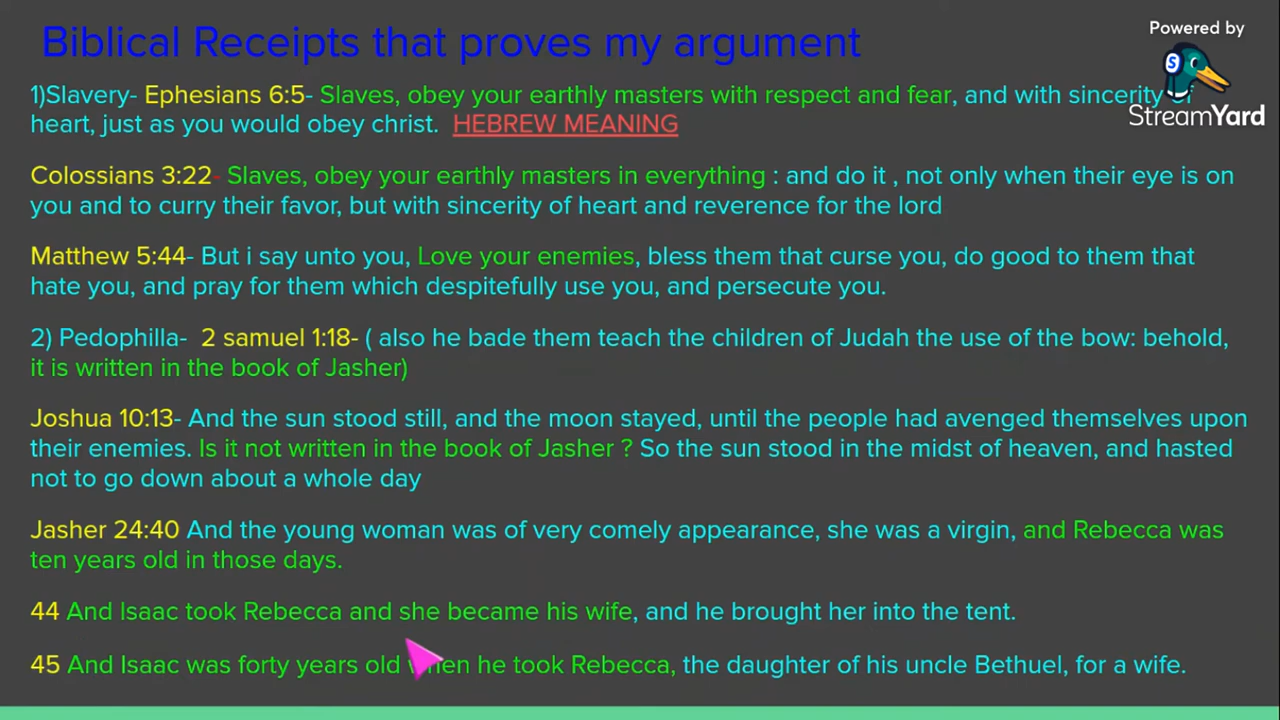 Biblical Receipts that proves my argument
Powered by
StreamYard
1)Slavery- Ephesians 6:5- Slaves, obey your earthly masters with respect and fear, and with sincerity of
heart, just as you would obey christ. HEBREW MEANING
Colossians 3:22- Slaves, obey your earthly masters in everything : and do it , not only when their eye is on
you and to curry their favor, but with sincerity of heart and reverence for the lord
Matthew 5:44- But i say unto you, Love your enemies, bless them that curse you, do good to them that
hate you, and pray for them which despitefully use you, and persecute you.
2) Pedophilla- 2 samuel 1:18- ( also he bade them teach the children of Judah the use of the bow: behold,
it is written in the book of Jasher)
Joshua 10:13- And the sun stood still, and the moon stayed, until the people had avenged themselves upon
their enemies. Is it not written in the book of Jasher ? So the sun stood in the midst of heaven, and hasted
not to go down about a whole day
Jasher 24:40 And the young woman was of very comely appearance, she was a virgin, and Rebecca was
ten years old in those days.
44 And Isaac took Rebecca and she became his wife, and he brought her into the tent.
45 And Isaac was forty years old when he took Rebecca, the daughter of his uncle Bethuel, for a wife.